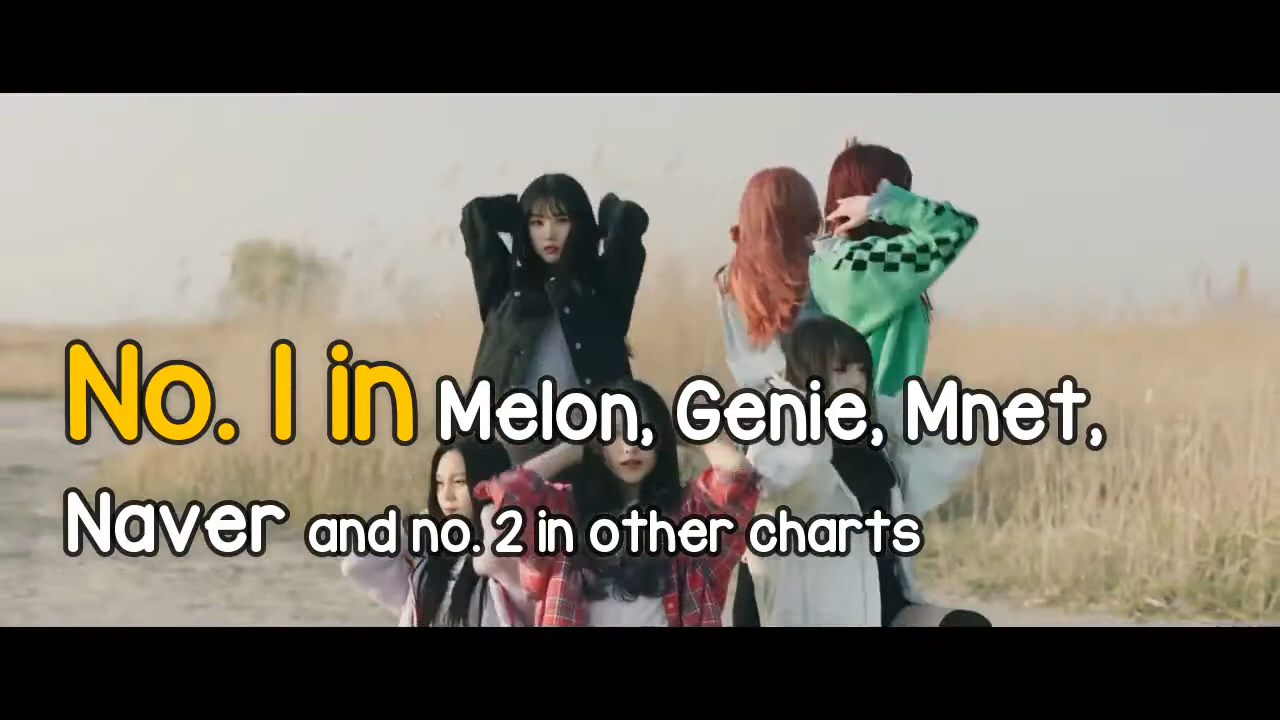 No. 1 in Melon, Genie, Mnet,
Naver and no. 2 in other charts